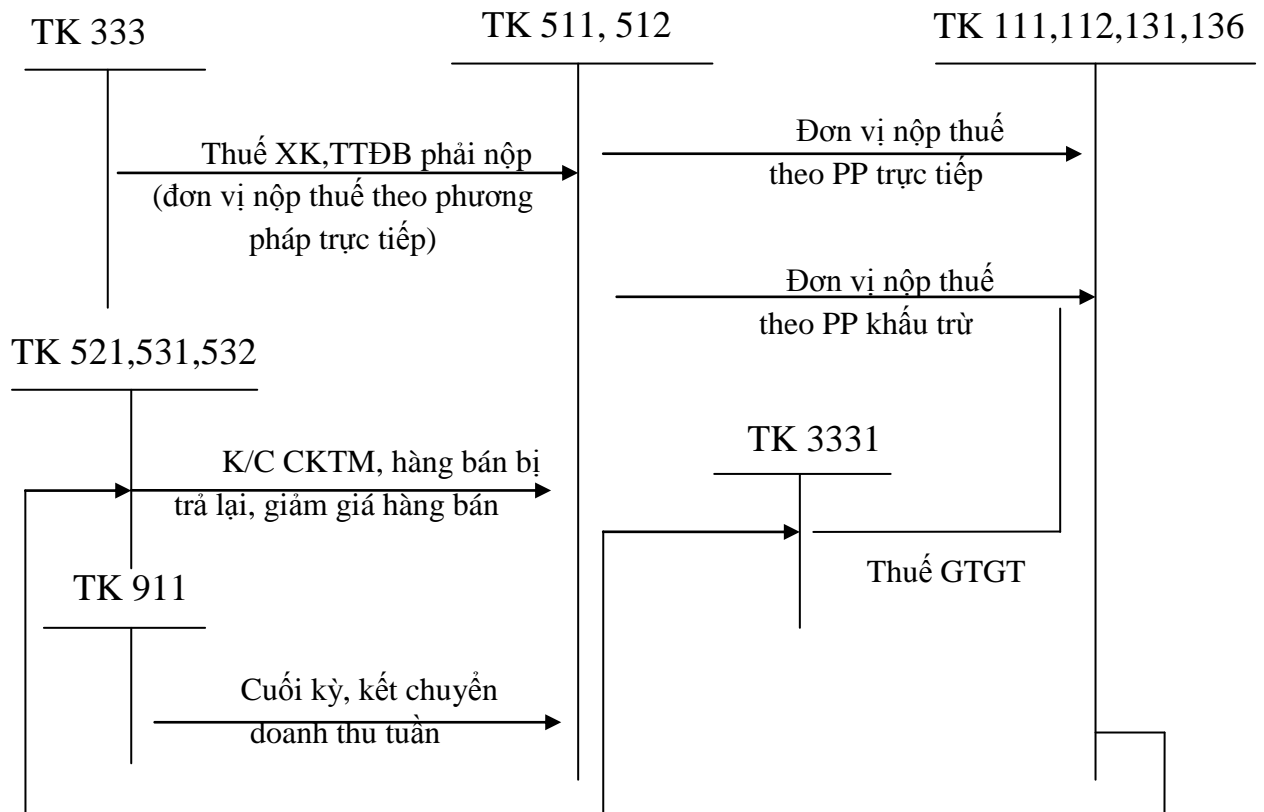 TK 333
TK 511, 512
TK 111,112,131,136
Thuế XK,TTĐB phải nộp
(đơn vị nộp thuế theo phương
pháp trực tiếp)
Đơn vị nộp thuế
theo PP trực tiếp
Đơn vị nộp thuế
theo PP khấu trừ
TK 521,531,532
K/C CKTM, hàng bán bị
trả lại, giảm giá hàng bán
TK 3331
Thuế GTGT
TK 911
Cuối kỳ, kết chuyển
doanh thu tuần